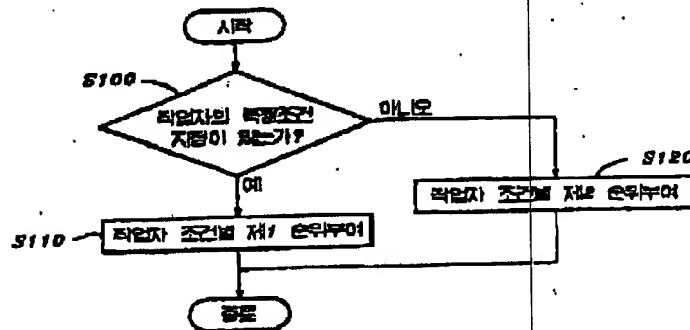 시작
S100
작업자의 특정조건
지정이 있는가?
아니오
예
S120
작업자 조건별 제2 순위부여
S110
작업자 조건별 제1 순위부여
종료